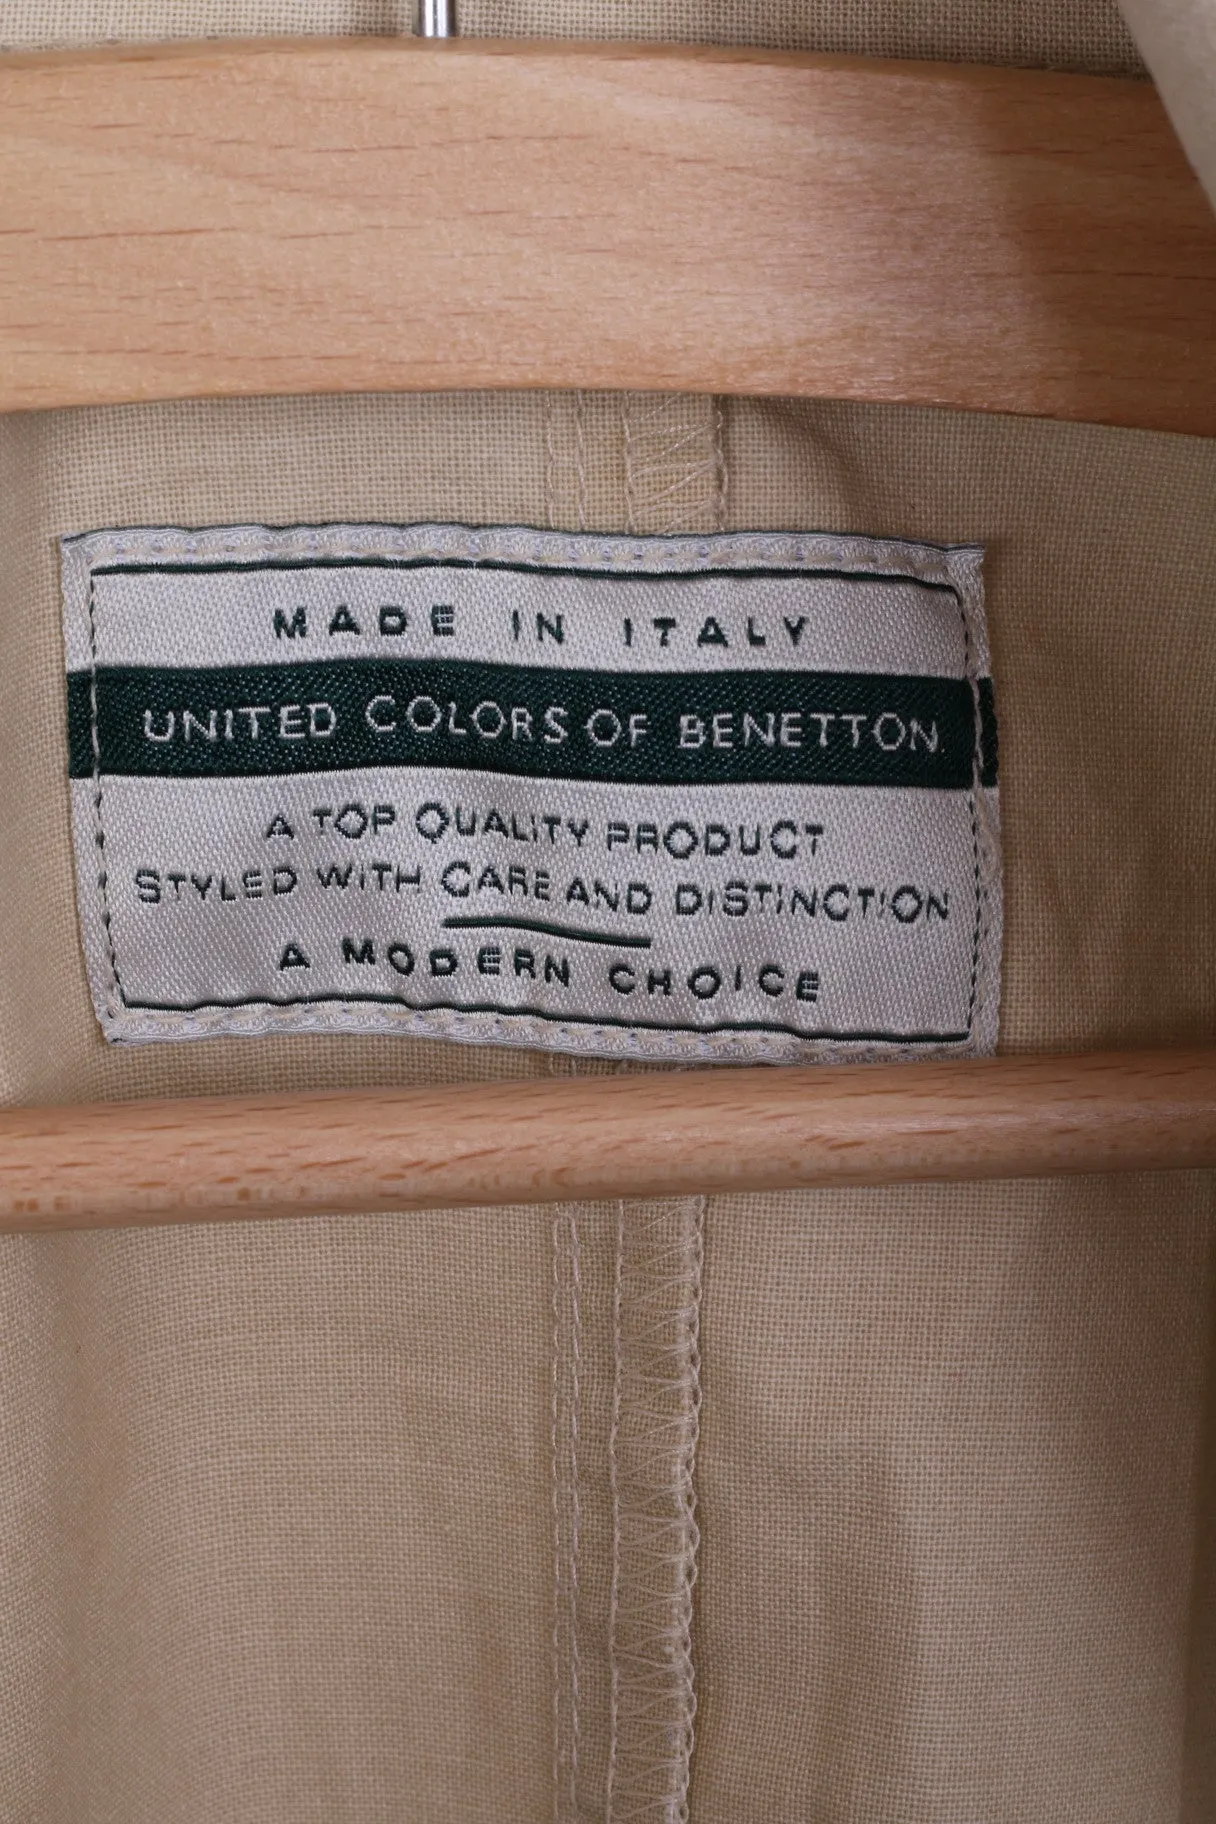 MADE IN ITALY
UNITED COLORS OF BENETTON.
A TOP QUALITY PRODUCT
STYLED WITH CARE AND DISTINCTION
A MODERN CHOICE